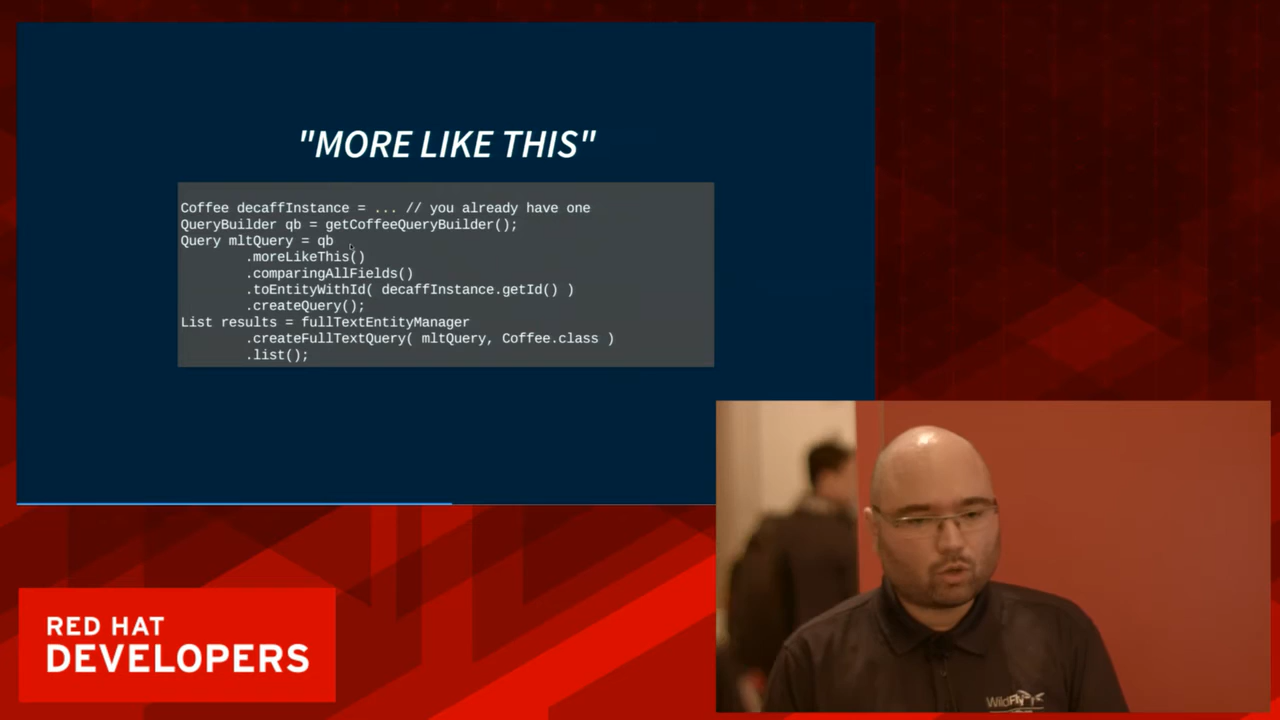 "MORE LIKE THIS"
Coffee decaffInstance = ... // you already have one
QueryBuilder qb = getCoffeeQueryBuilder();
Query mltQuery = qb
.moreLikeThis()
.comparingAllFields()
.toEntityWithId( decaffInstance.getId() )
.createQuery();
List results = fullTextEntityManager
.createFullTextQuery( mltQuery, Coffee.class )
.list();
RED HAT
DEVELOPERS
WildFly